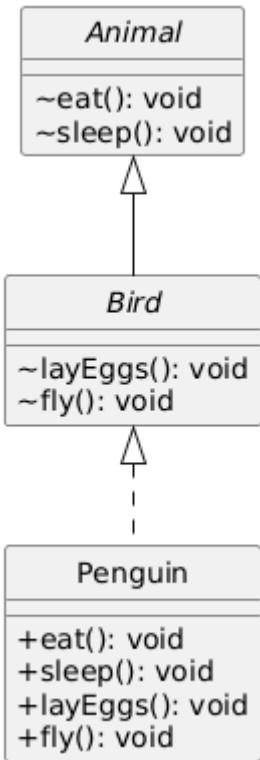 Animal
~eat(): void
~sleep(): void
Bird
~layEggs(): void
~fly(): void
Penguin
+eat(): void
+sleep(): void
+layEggs(): void
+fly(): void